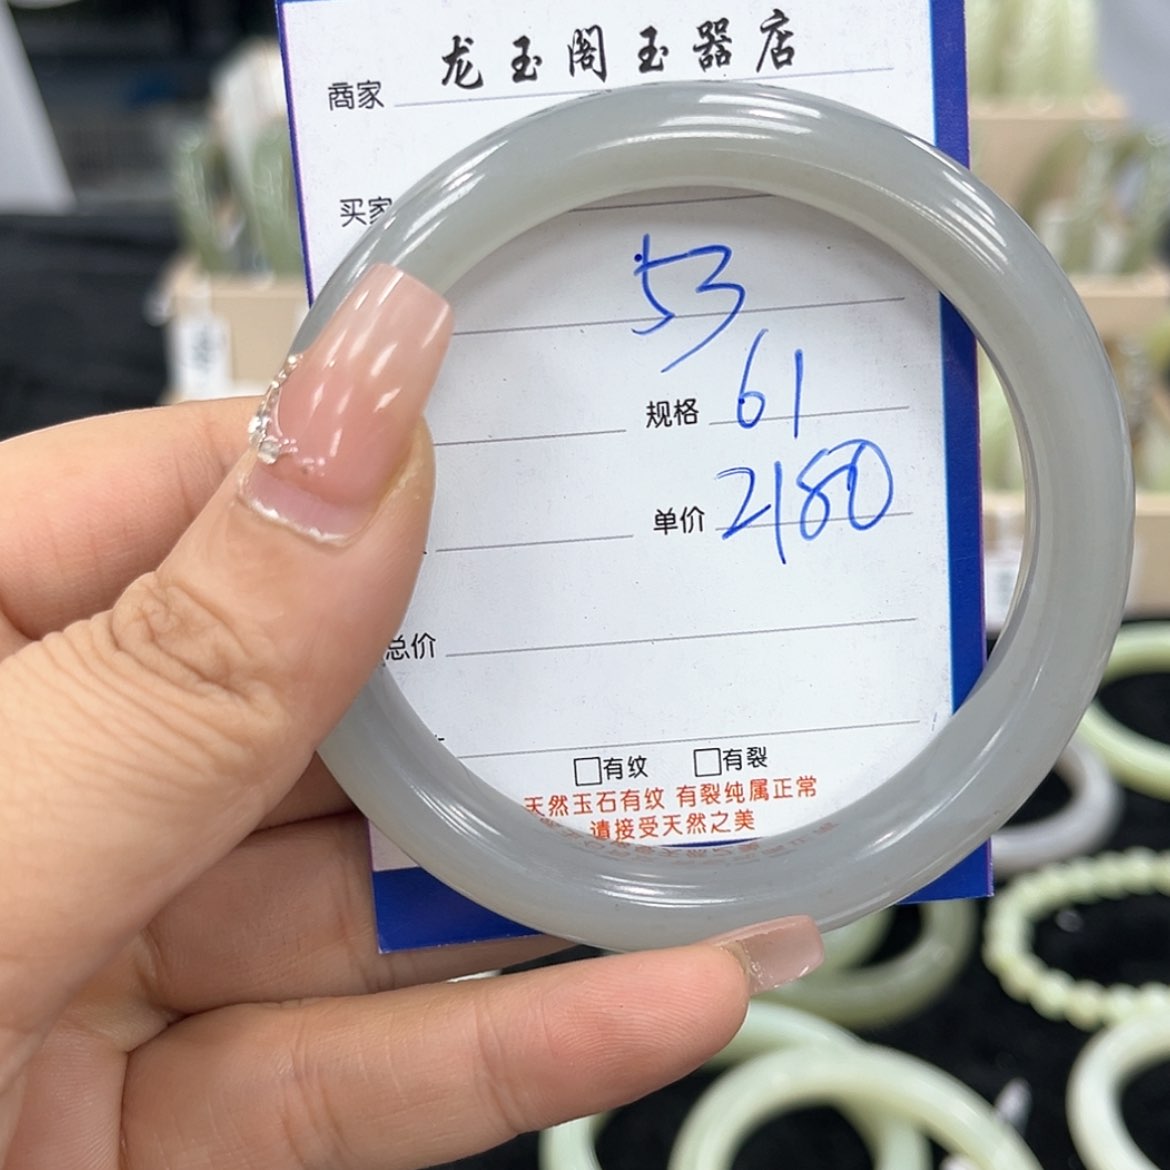 商家 龙玉阁玉器店
买家
53
规格 61
单价 2180
总价
□有纹 □有裂
天然玉石有纹 有裂纯属正常
请接受天然之美